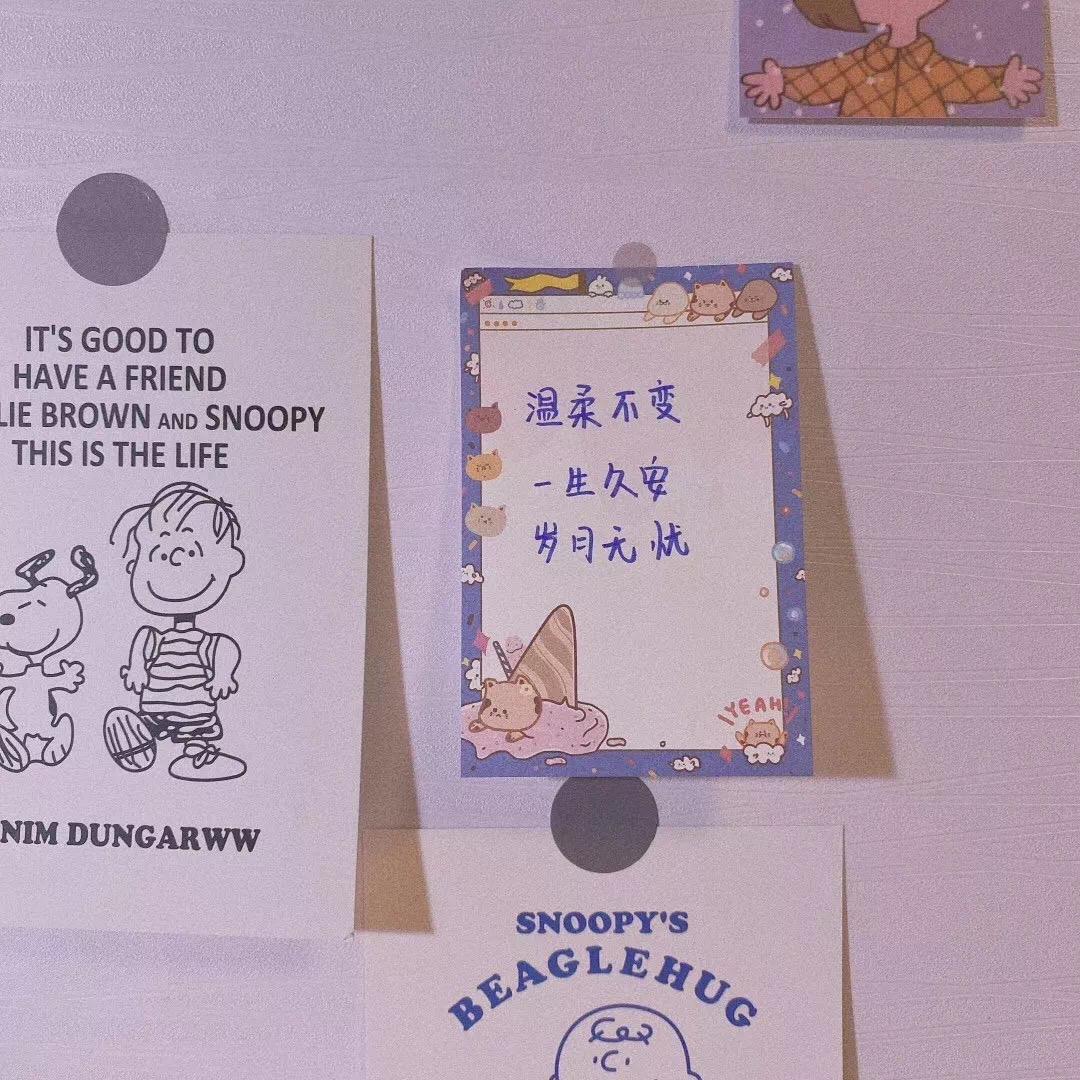 IT'S GOOD TO
HAVE A FRIEND
LIE BROWN AND SNOOPY
THIS IS THE LIFE
NIM DUNGARWW
温柔不变
一生久安
岁月无忧
YEAH!
SNOOPY'S
BEAGLEHUG